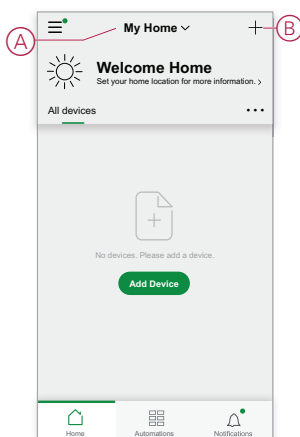 A
My Home
B
Welcome Home
Set your home location for more information. >
All devices
No devices. Please add a device.
Add Device
Home
Automations
Notifications